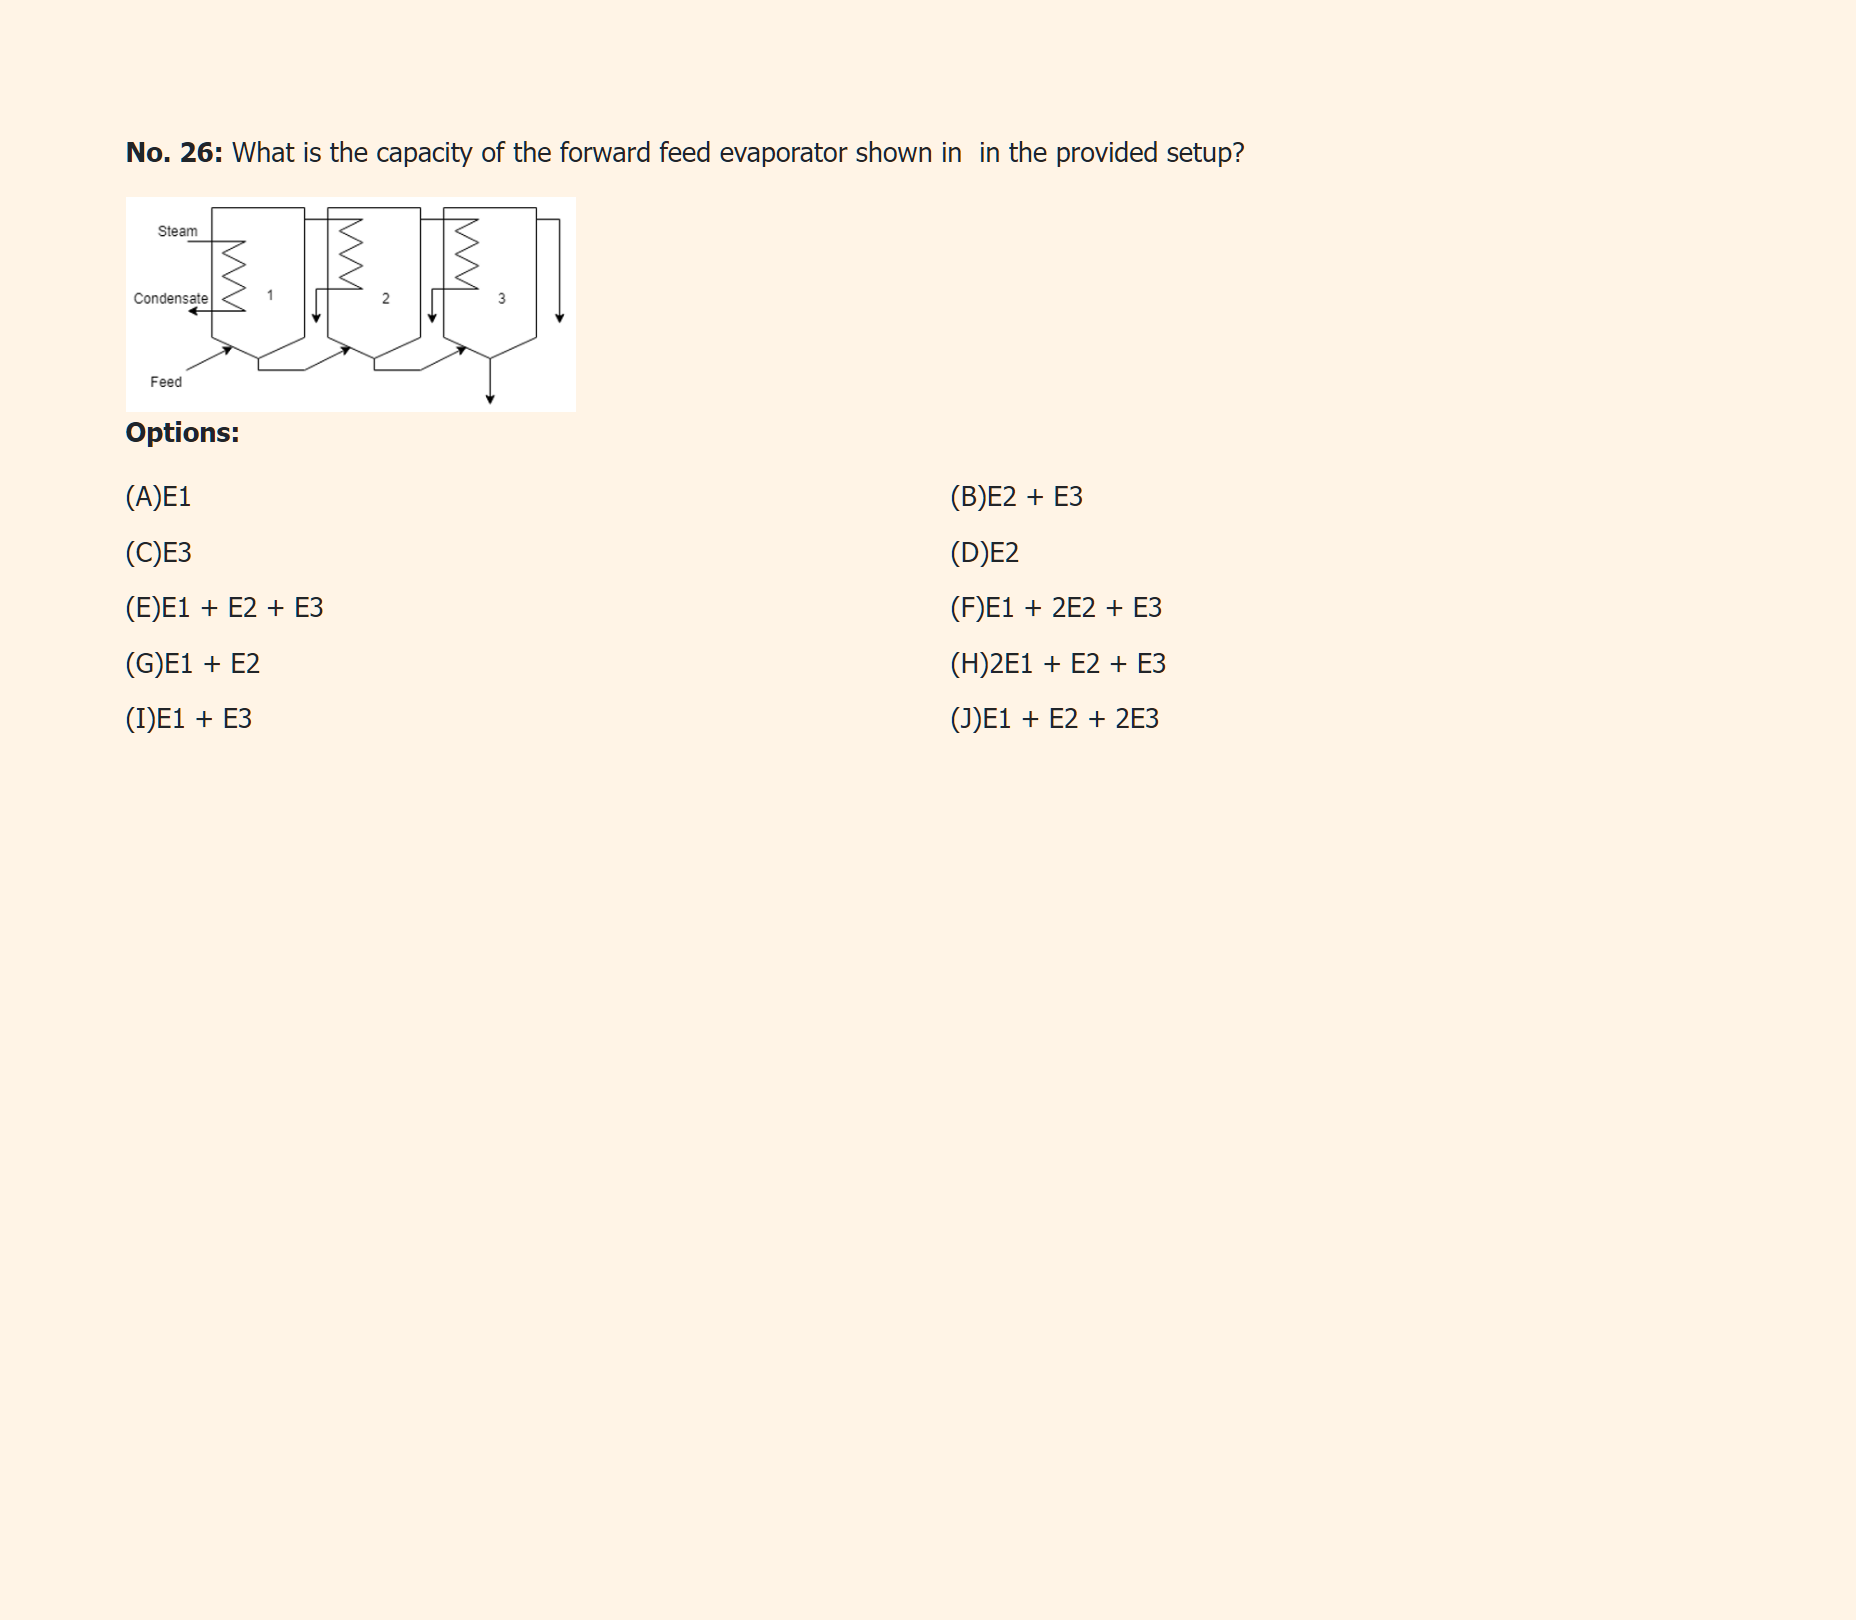 No. 26: What is the capacity of the forward feed evaporator shown in  in the provided setup?
Steam
Condensate
1
2
3
Feed
Options:
(A)E1
(B)E2 + E3
(C)E3
(D)E2
(E)E1 + E2 + E3
(F)E1 + 2E2 + E3
(G)E1 + E2
(H)2E1 + E2 + E3
(I)E1 + E3
(J)E1 + E2 + 2E3